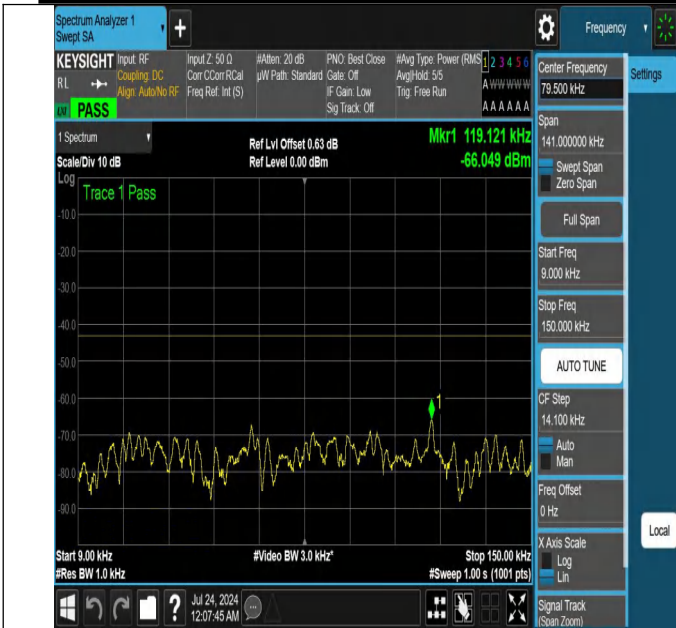 Spectrum Analyzer 1
Swept SA
+
Frequency
KEYSIGHT
RL
PASS
Input: RF
Coupling: DC
Align: Auto/No RF
Input Z: 50 Ω
Corr CCorr RCal
Freq Ref: Int (S)
#Atten: 20 dB
µW Path: Standard
PNO: Best Close
Gate: Off
IF Gain: Low
Sig Track: Off
#Avg Type: Power (RMS
Avg|Hold: 5/5
Trig: Free Run
1 2 3 4 5 6
A W W W W W
A A A A A A
1 Spectrum
Scale/Div 10 dB
Ref Lvl Offset 0.63 dB
Ref Level 0.00 dBm
Mkr1 119.121 kHz
-66.049 dBm
Log
Trace 1 Pass
-10.0
-20.0
-30.0
-40.0
-50.0
-60.0
-70.0
-80.0
-90.0
1
Start 9.00 kHz
#Res BW 1.0 kHz
#Video BW 3.0 kHz*
Stop 150.00 kHz
#Sweep 1.00 s (1001 pts)
Center Frequency
79.500 kHz
Settings
Span
141.000000 kHz
Swept Span
Zero Span
Full Span
Start Freq
9.000 kHz
Stop Freq
150.000 kHz
AUTO TUNE
CF Step
14.100 kHz
Auto
Man
Freq Offset
0 Hz
X Axis Scale
Log
Lin
Local
Signal Track
(Span Zoom)
?
Jul 24, 2024
12:07:45 AM